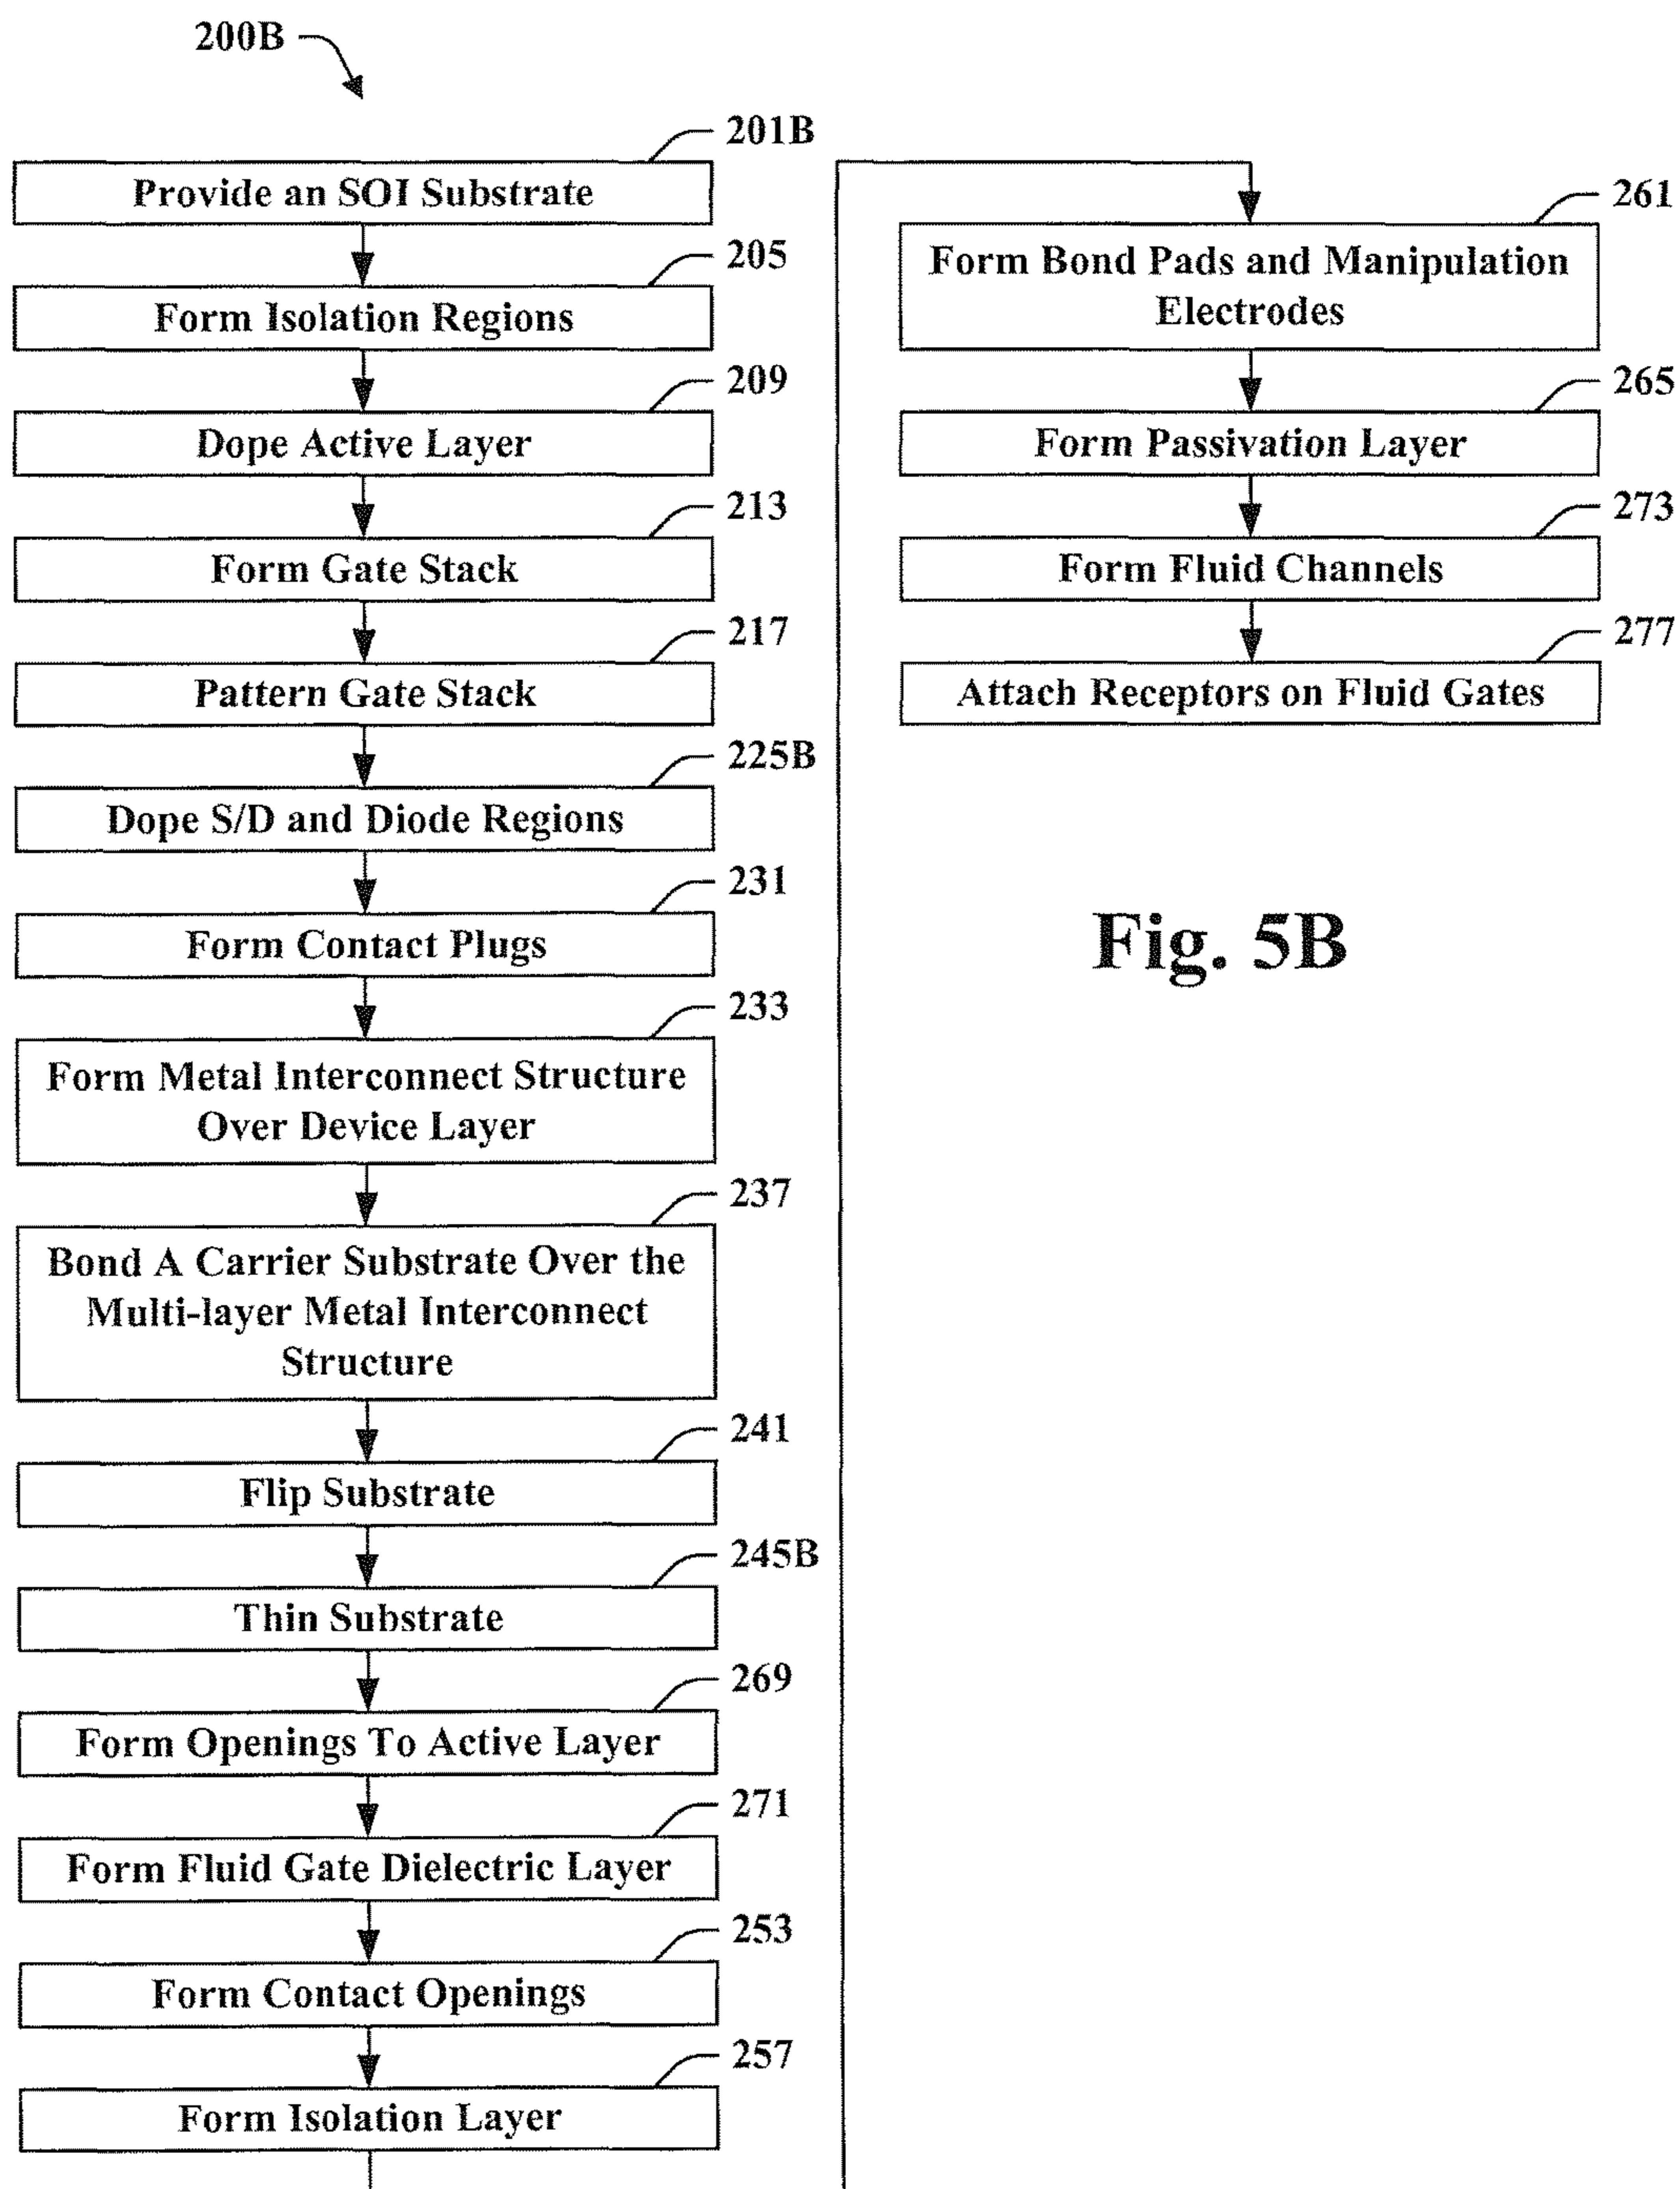 200B
201B
Provide an SOI Substrate
205
Form Isolation Regions
209
Dope Active Layer
213
Form Gate Stack
217
Pattern Gate Stack
225B
Dope S/D and Diode Regions
231
Form Contact Plugs
233
Form Metal Interconnect Structure
Over Device Layer
237
Bond A Carrier Substrate Over the
Multi-layer Metal Interconnect
Structure
241
Flip Substrate
245B
Thin Substrate
269
Form Openings To Active Layer
271
Form Fluid Gate Dielectric Layer
253
Form Contact Openings
257
Form Isolation Layer
261
Form Bond Pads and Manipulation
Electrodes
265
Form Passivation Layer
273
Form Fluid Channels
277
Attach Receptors on Fluid Gates
Fig. 5B